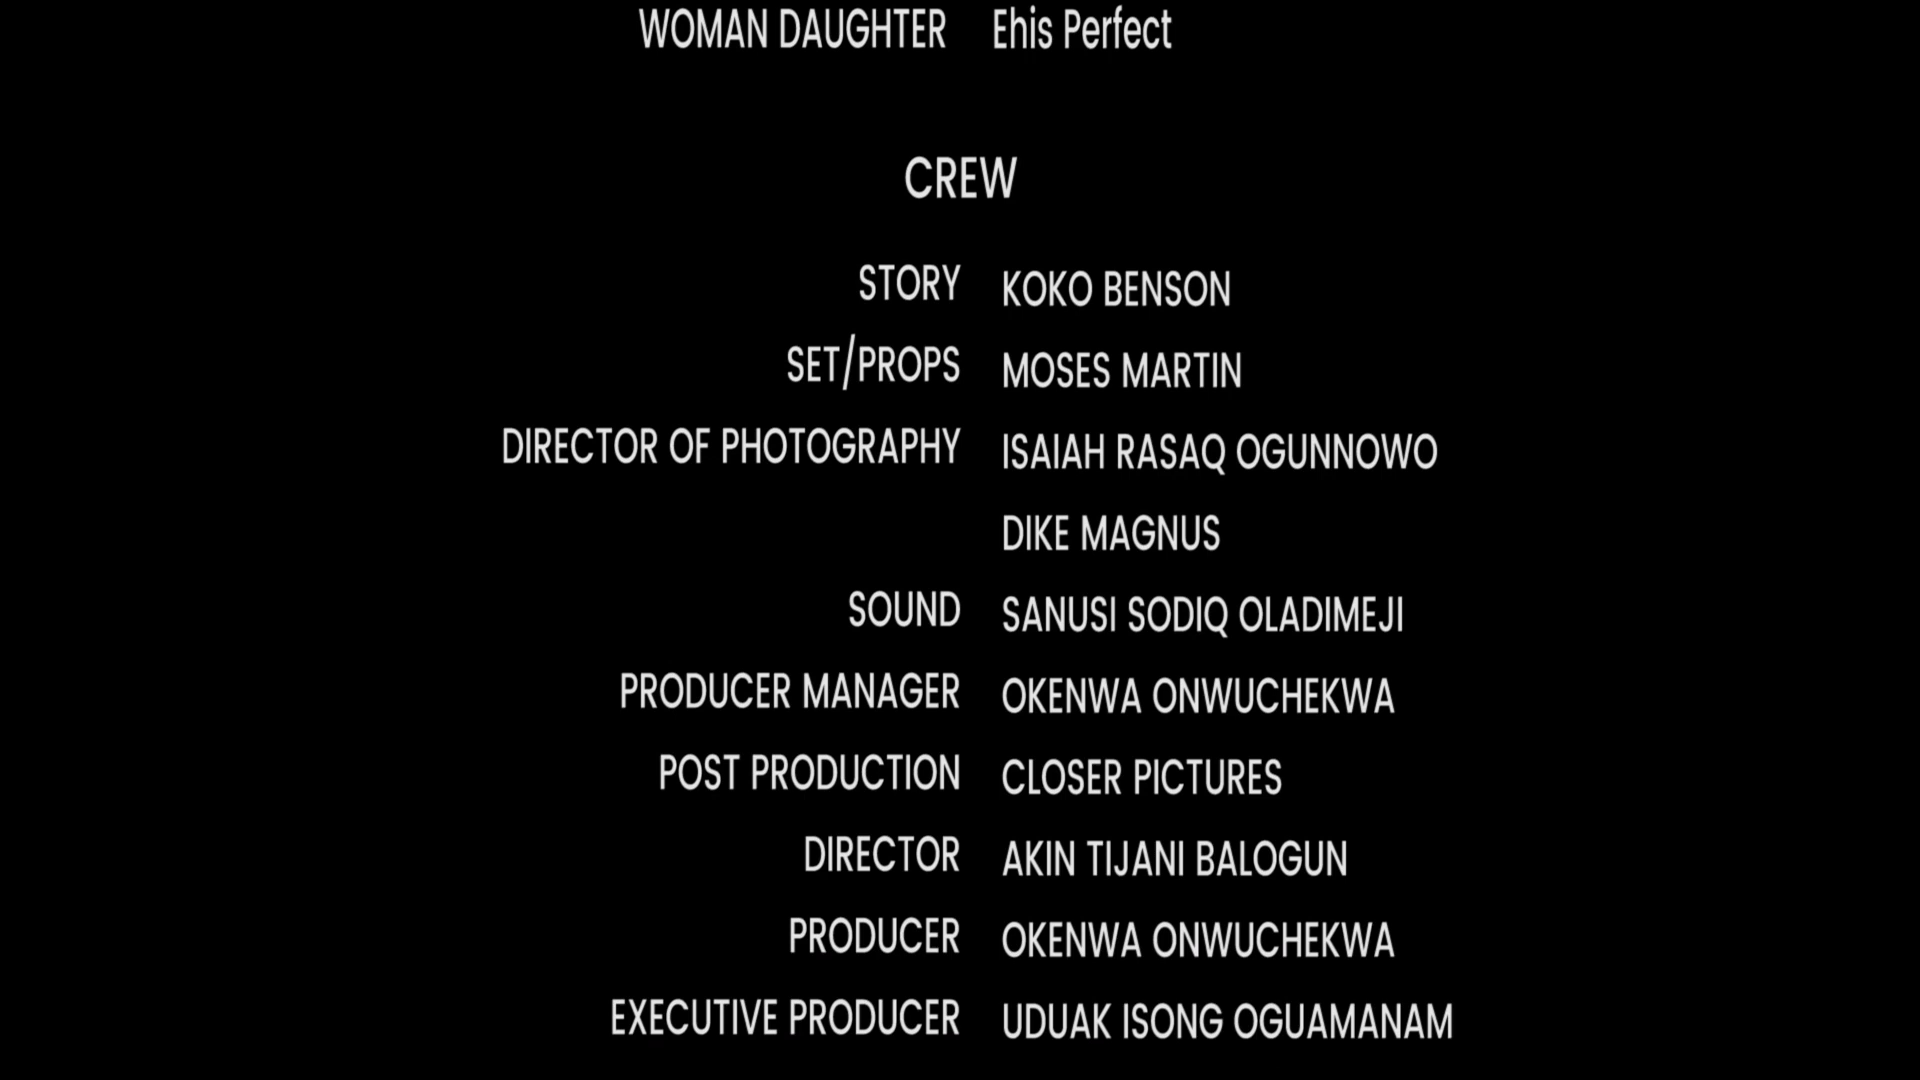 WOMAN DAUGHTER Ehis Perfect
CREW
STORY KOKO BENSON
SET/PROPS MOSES MARTIN
DIRECTOR OF PHOTOGRAPHY ISAIAH RASAQ OGUNNOWO
DIKE MAGNUS
SOUND SANUSI SODIQ OLADIMEJI
PRODUCER MANAGER OKENWA ONWUCHEKWA
POST PRODUCTION CLOSER PICTURES
DIRECTOR AKIN TIJANI BALOGUN
PRODUCER OKENWA ONWUCHEKWA
EXECUTIVE PRODUCER UDUAK ISONG OGUAMANAM